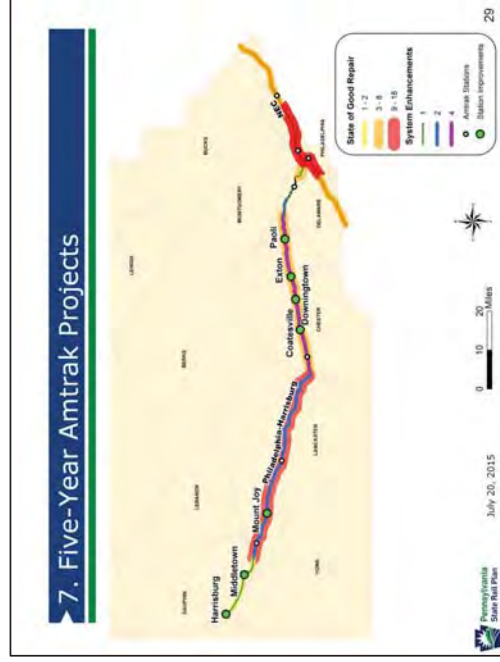 7. Five-Year Amtrak Projects
LEHIGH
BUCKS
BERKS
MONTGOMERY
LEBANON
DAUPHIN
NEC
PHILADELPHIA
Paoli
Exton
DELAWARE
Coatesville
Downingtown
CHESTER
Philadelphia-Harrisburg
LANCASTER
Mount Joy
Middletown
Harrisburg
YORK
State of Good Repair
1 - 2
3 - 8
9 - 18
System Enhancements
1
2
4
Amtrak Stations
Station Improvements
0 10 20
Miles
Pennsylvania
State Rail Plan
July 20, 2015
29